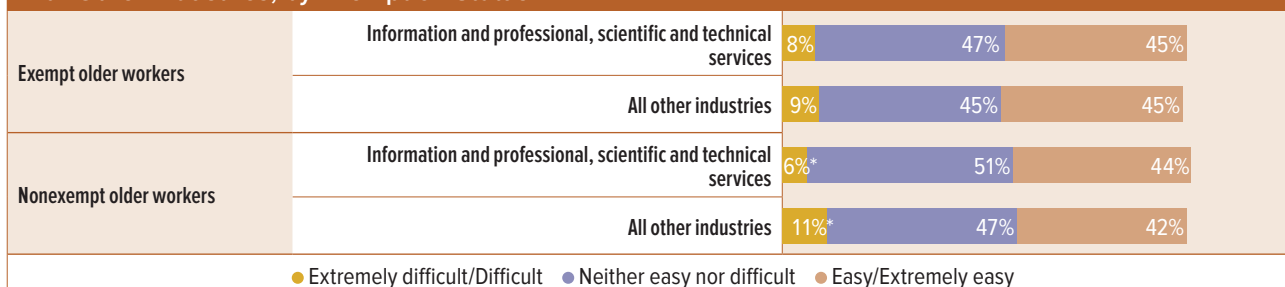 Exempt older workers
Information and professional, scientific and technical
services
8% 47% 45%
All other industries
9% 45% 45%
Nonexempt older workers
Information and professional, scientific and technical
services
6%* 51% 44%
All other industries
11%* 47% 42%
Extremely difficult/Difficult Neither easy nor difficult Easy/Extremely easy